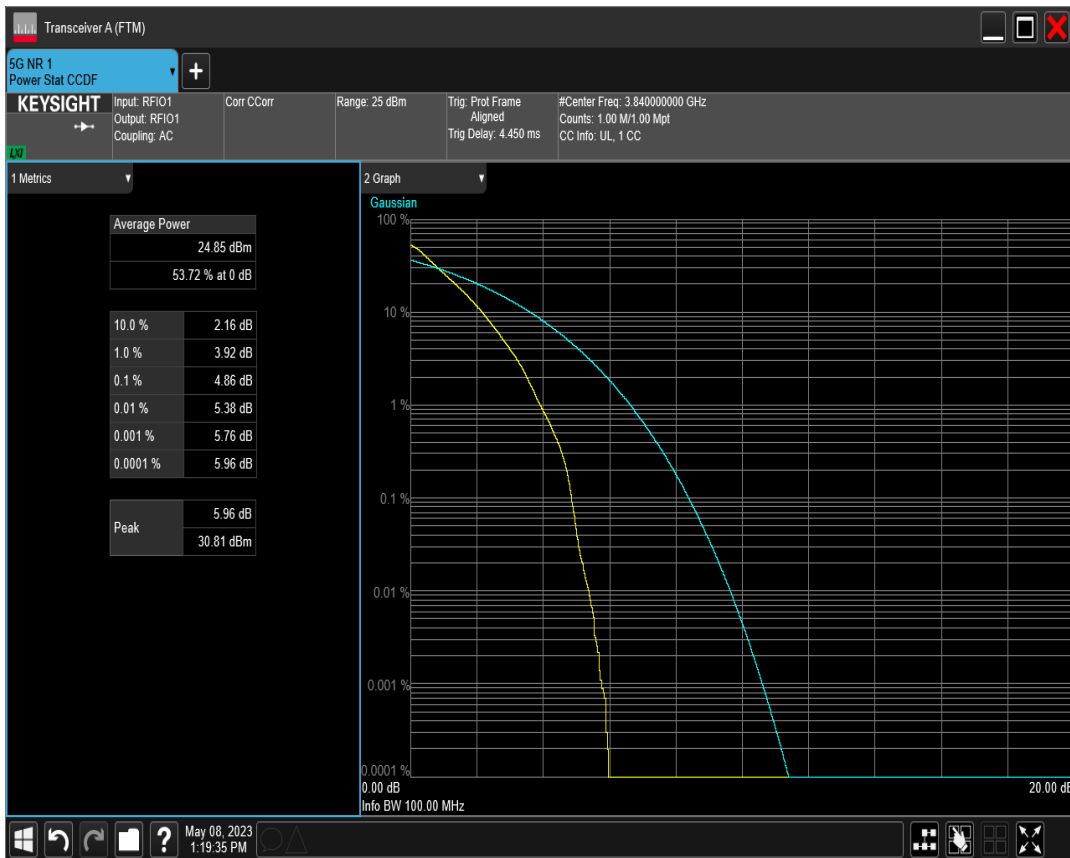 Transceiver A (FTM)
5G NR 1
Power Stat CCDF
+
KEYSIGHT
LXI
Input: RFIO1
Output: RFIO1
Coupling: AC
Corr CCorr
Range: 25 dBm
Trig: Prot Frame
Aligned
Trig Delay: 4.450 ms
#Center Freq: 3.840000000 GHz
Counts: 1.00 M/1.00 Mpt
CC Info: UL, 1 CC
1 Metrics
Average Power
24.85 dBm
53.72 % at 0 dB
10.0 % 2.16 dB
1.0 % 3.92 dB
0.1 % 4.86 dB
0.01 % 5.38 dB
0.001 % 5.76 dB
0.0001 % 5.96 dB
Peak
5.96 dB
30.81 dBm
2 Graph
Gaussian
100 %
10 %
1 %
0.1 %
0.01 %
0.001 %
0.0001 %
0.00 dB 20.00 dB
Info BW 100.00 MHz
?
May 08, 2023
1:19:35 PM